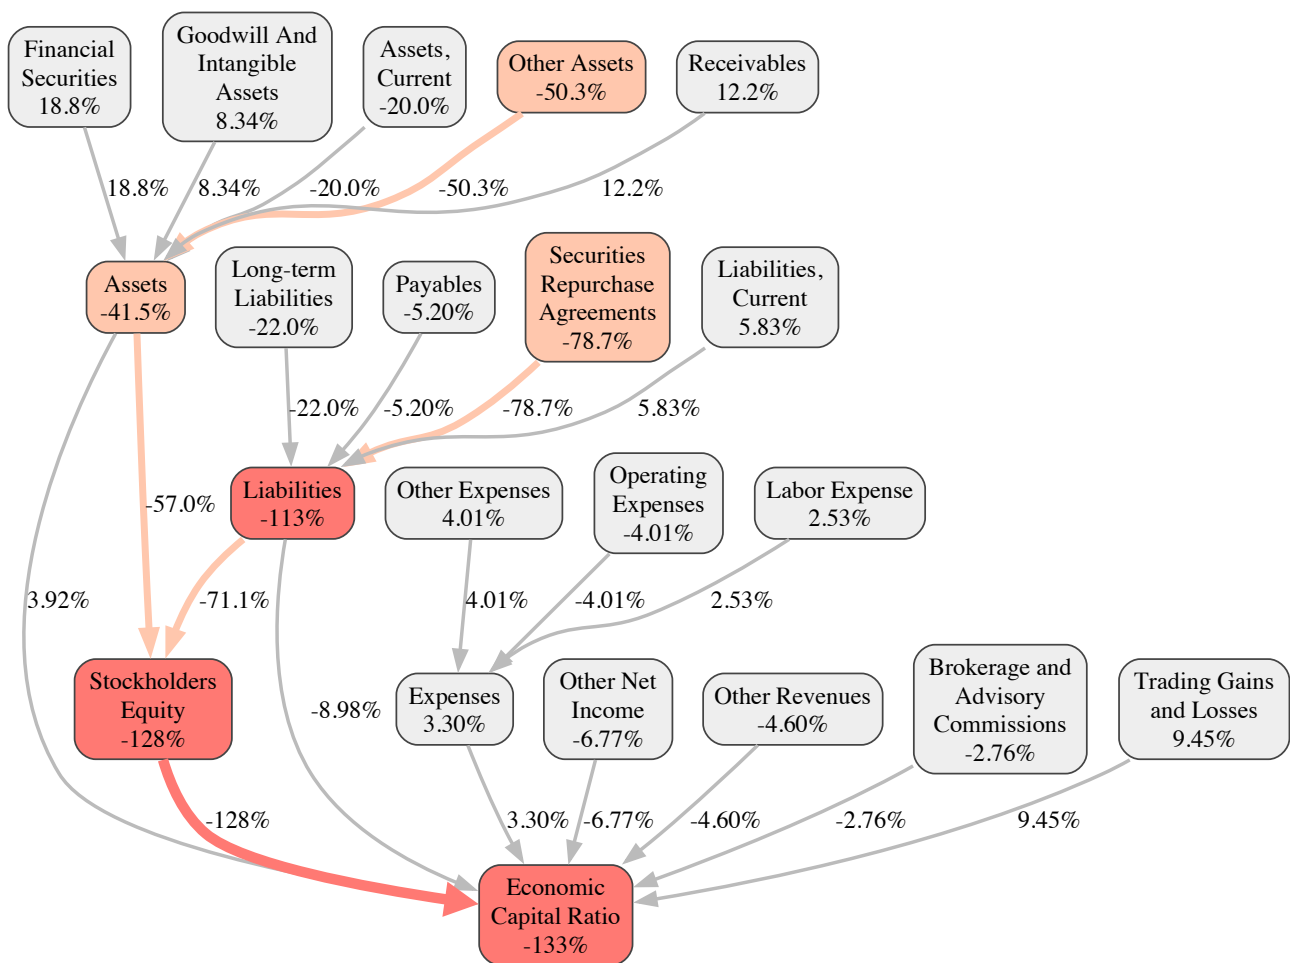 Financial
Securities
18.8%
Goodwill And
Intangible
Assets
8.34%
Assets,
Current
-20.0%
Other Assets
-50.3%
Receivables
12.2%
18.8%
8.34%
-20.0%
-50.3%
12.2%
Assets
-41.5%
Long-term
Liabilities
-22.0%
Payables
-5.20%
Securities
Repurchase
Agreements
-78.7%
Liabilities,
Current
5.83%
-22.0%
-5.20%
-78.7%
5.83%
-57.0%
Liabilities
-113%
Other Expenses
4.01%
Operating
Expenses
-4.01%
Labor Expense
2.53%
3.92%
-71.1%
4.01%
-4.01%
2.53%
Stockholders
Equity
-128%
-8.98%
Expenses
3.30%
Other Net
Income
-6.77%
Other Revenues
-4.60%
Brokerage and
Advisory
Commissions
-2.76%
Trading Gains
and Losses
9.45%
-128%
3.30%
-6.77%
-4.60%
-2.76%
9.45%
Economic
Capital Ratio
-133%